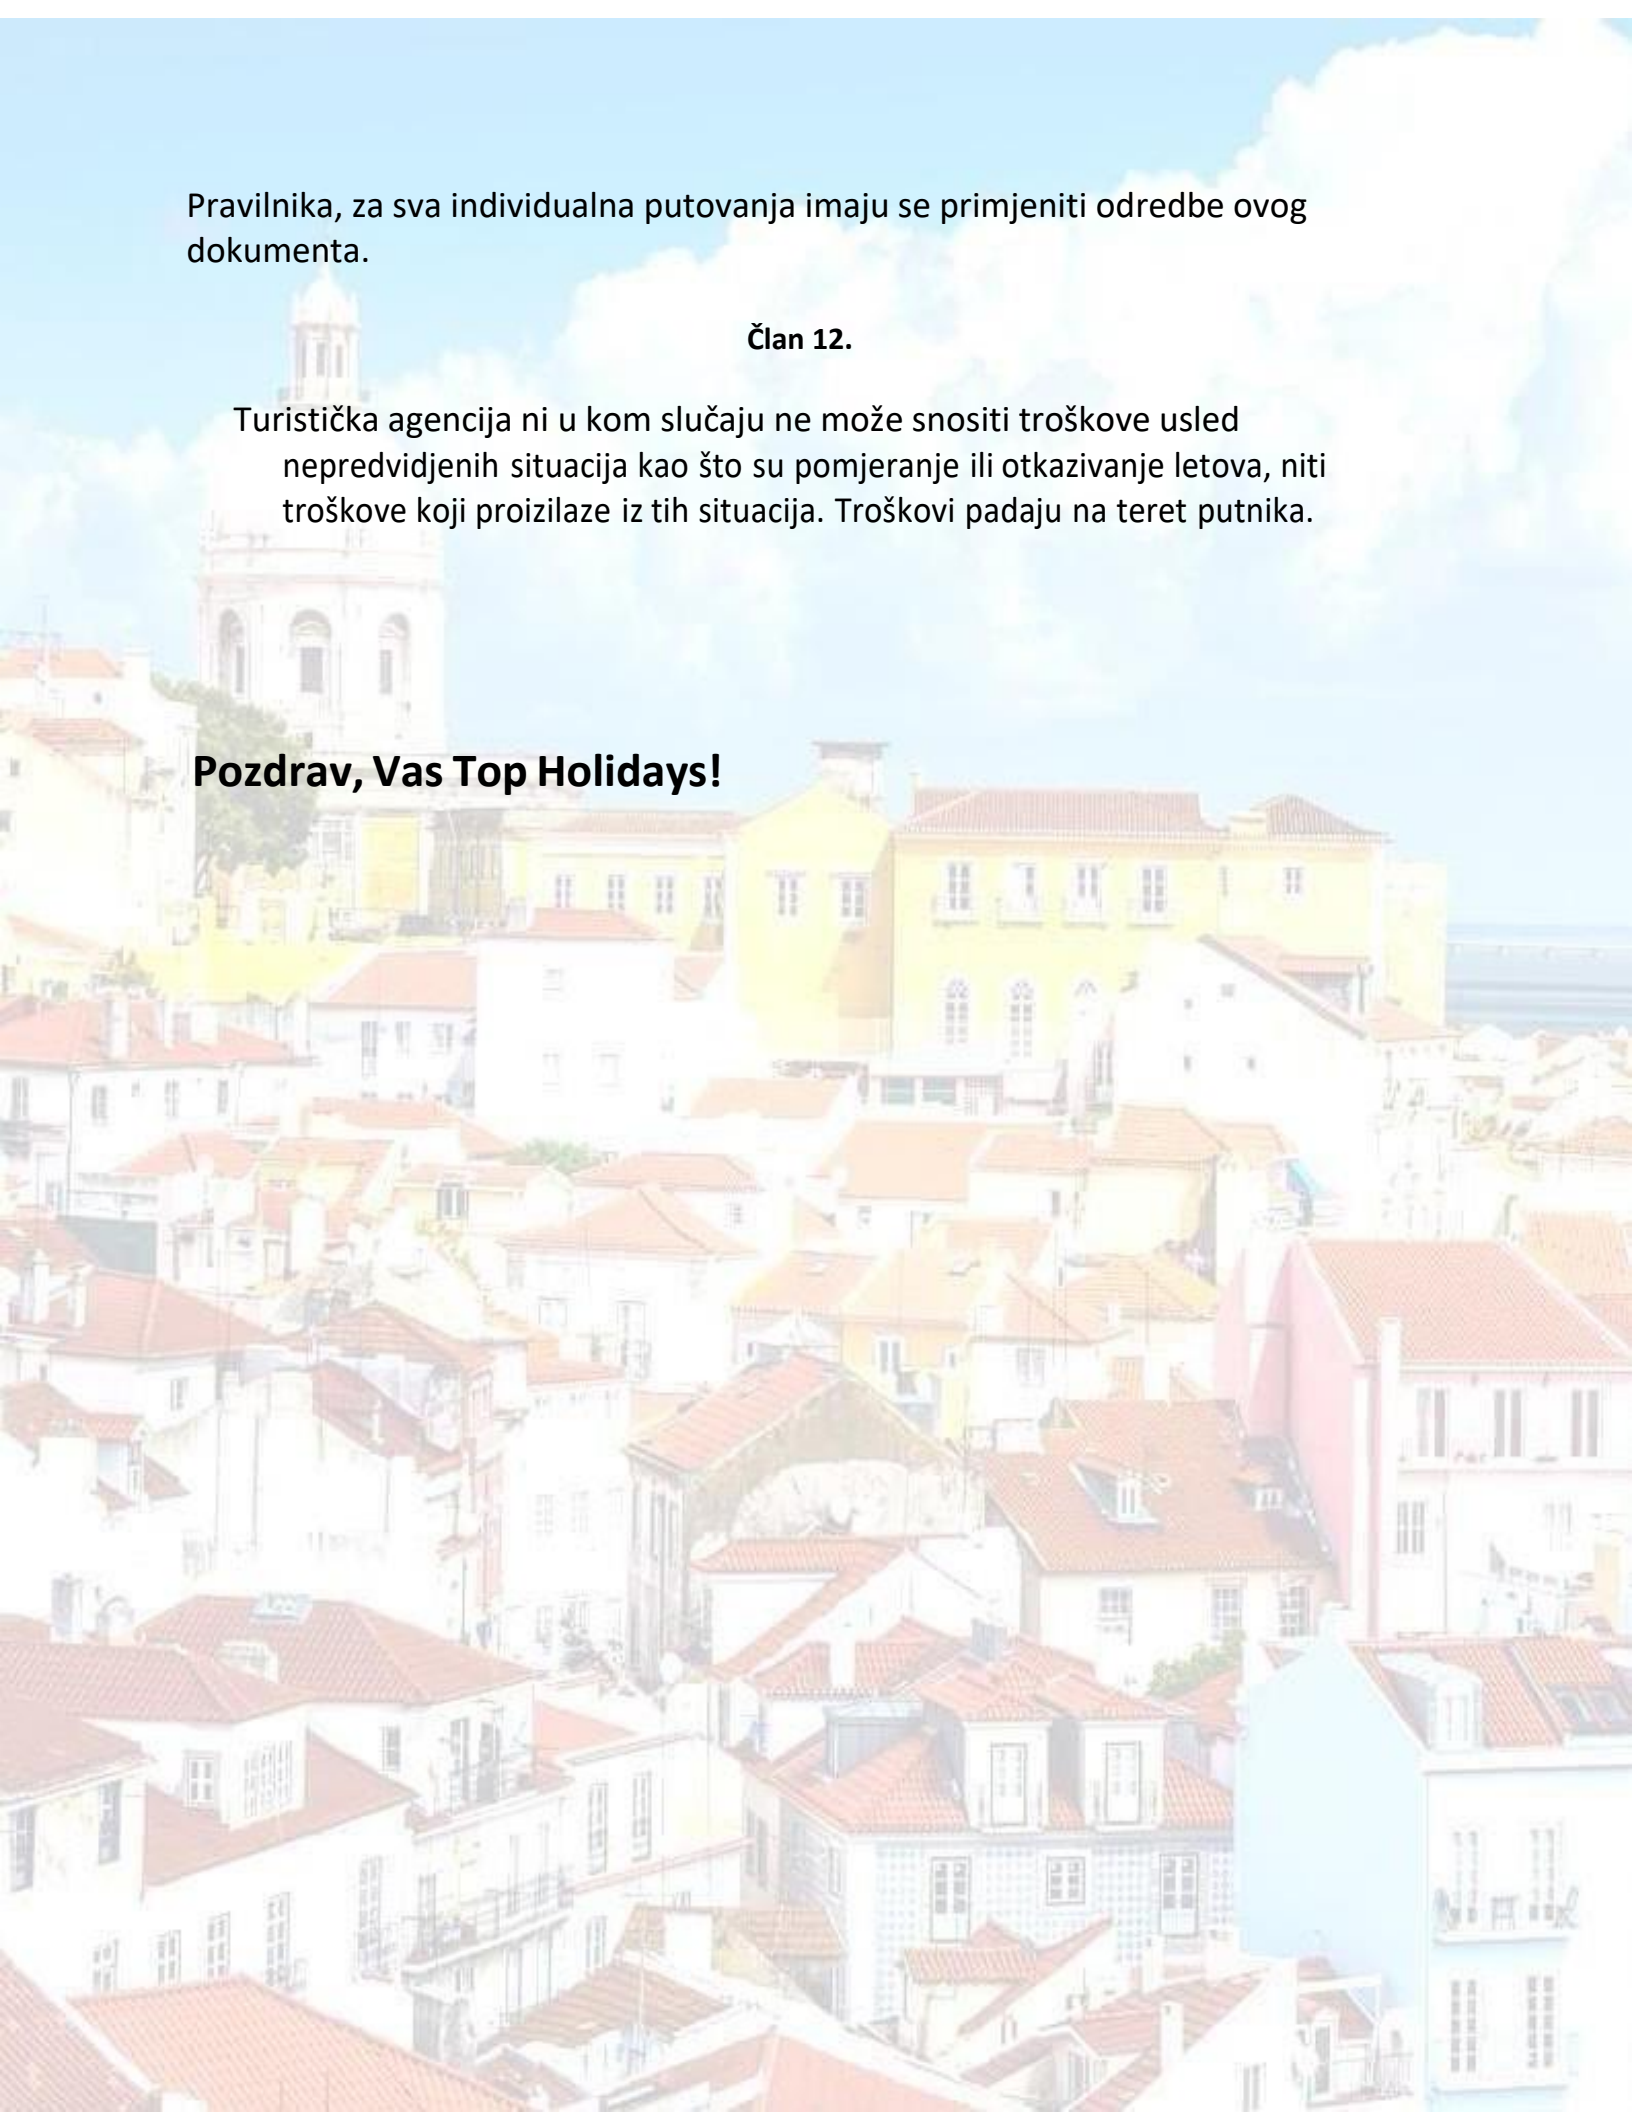 Pravilnika, za sva individualna putovanja imaju se primjeniti odredbe ovog
dokumenta.
Član 12.
Turistička agencija ni u kom slučaju ne može snositi troškove usled
nepredvidjenih situacija kao što su pomjeranje ili otkazivanje letova, niti
troškove koji proizilaze iz tih situacija. Troškovi padaju na teret putnika.
Pozdrav, Vas Top Holidays!